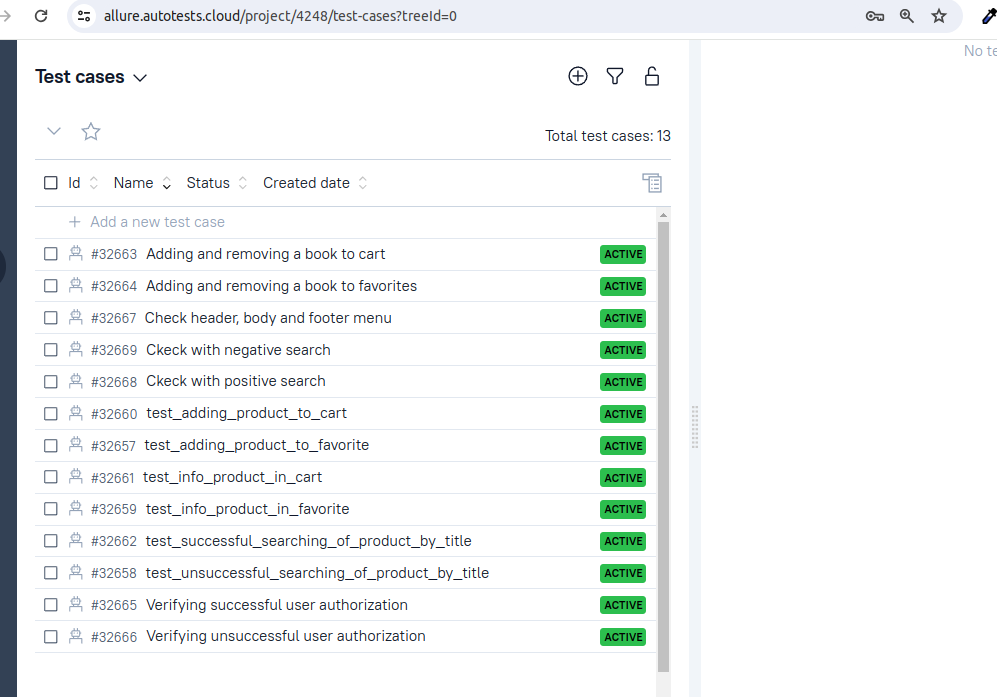 allure.autotests.cloud/project/4248/test-cases?treeId=0
No te
Test cases
Total test cases: 13
Id Name Status Created date
Add a new test case
#32663 Adding and removing a book to cart ACTIVE
#32664 Adding and removing a book to favorites ACTIVE
#32667 Check header, body and footer menu ACTIVE
#32669 Ckeck with negative search ACTIVE
#32668 Ckeck with positive search ACTIVE
#32660 test_adding_product_to_cart ACTIVE
#32657 test_adding_product_to_favorite ACTIVE
#32661 test_info_product_in_cart ACTIVE
#32659 test_info_product_in_favorite ACTIVE
#32662 test_successful_searching_of_product_by_title ACTIVE
#32658 test_unsuccessful_searching_of_product_by_title ACTIVE
#32665 Verifying successful user authorization ACTIVE
#32666 Verifying unsuccessful user authorization ACTIVE